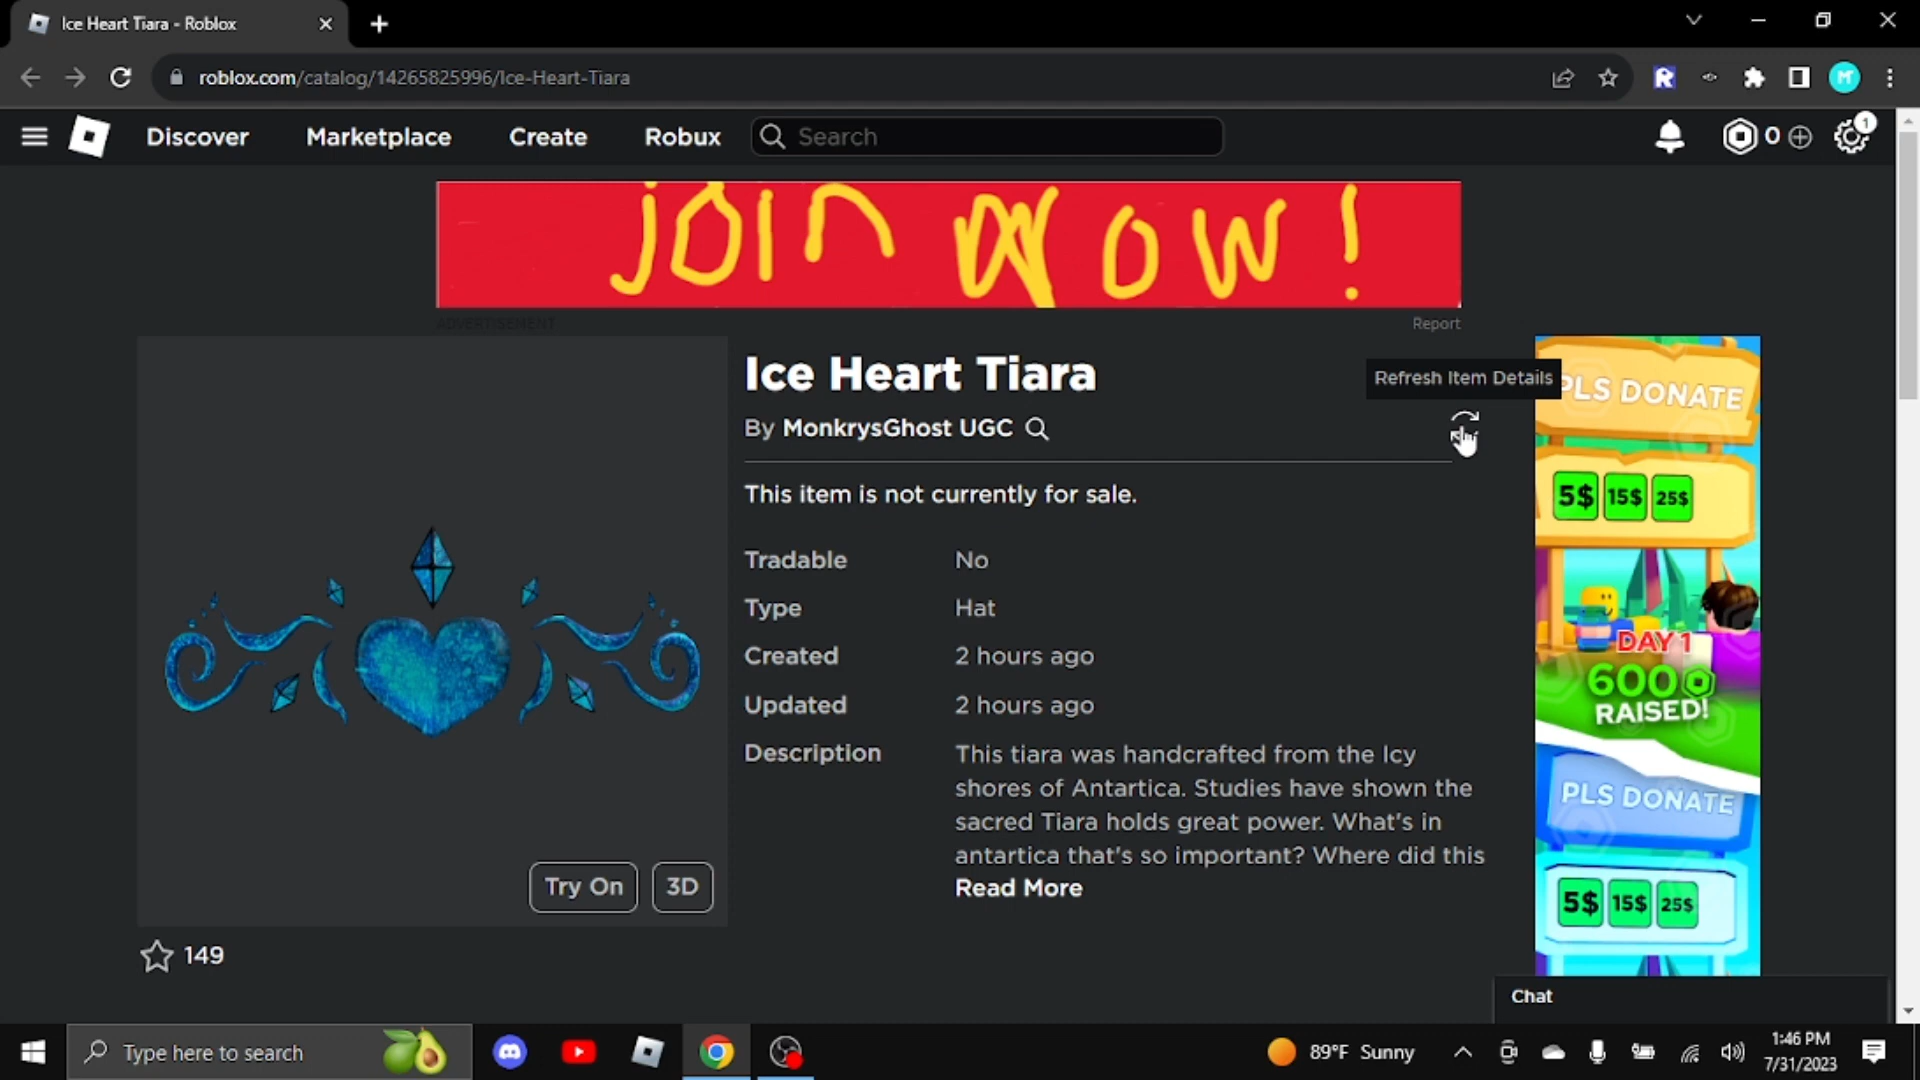 Ice Heart Tiara - Roblox
roblox.com/catalog/14265825996/Ice-Heart-Tiara
Discover
Marketplace
Create
Robux
Search
0
1
join Now!
ADVERTISEMENT
Report
Ice Heart Tiara
Refresh Item Details
By MonkrysGhost UGC
This item is not currently for sale.
Tradable No
Type Hat
Created 2 hours ago
Updated 2 hours ago
Description This tiara was handcrafted from the Icy
shores of Antartica. Studies have shown the
sacred Tiara holds great power. What's in
antartica that's so important? Where did this
Read More
Try On
3D
149
PLS DONATE
5$ 15$ 25$
DAY 1
600
RAISED!
PLS DONATE
5$ 15$ 25$
Chat
Type here to search
89°F Sunny
1:46 PM
7/31/2023